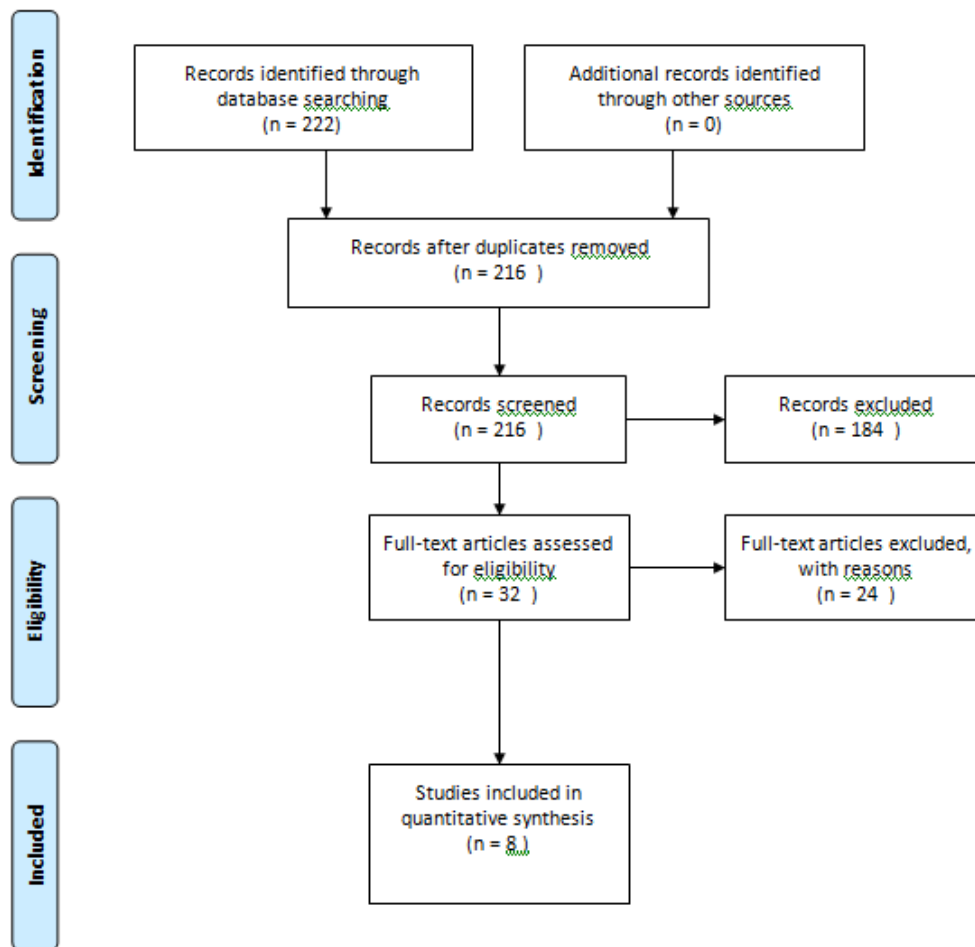 Identification
Records identified through
database searching
(n = 222)
Additional records identified
through other sources
(n = 0)
Records after duplicates removed
(n = 216  )
Screening
Records screened
(n = 216  )
Records excluded
(n = 184  )
Eligibility
Full-text articles assessed
for eligibility
(n = 32  )
Full-text articles excluded,
with reasons
(n = 24  )
Included
Studies included in
quantitative synthesis
(n = 8 )